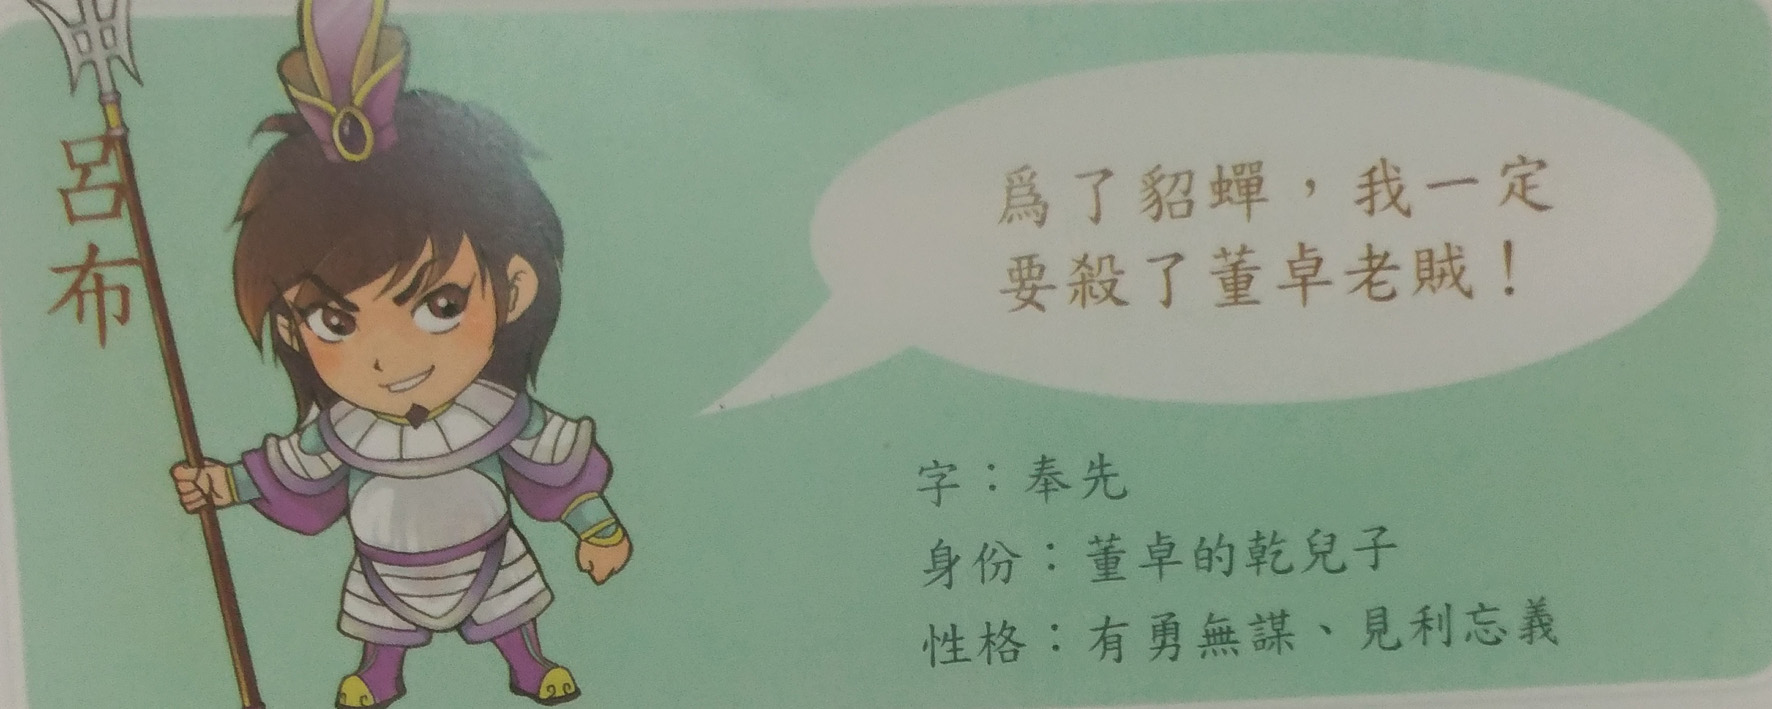 呂布
爲了貂蟬，我一定
要殺了董卓老賊！
字：奉先
身份：董卓的乾兒子
性格：有勇無謀、見利忘義